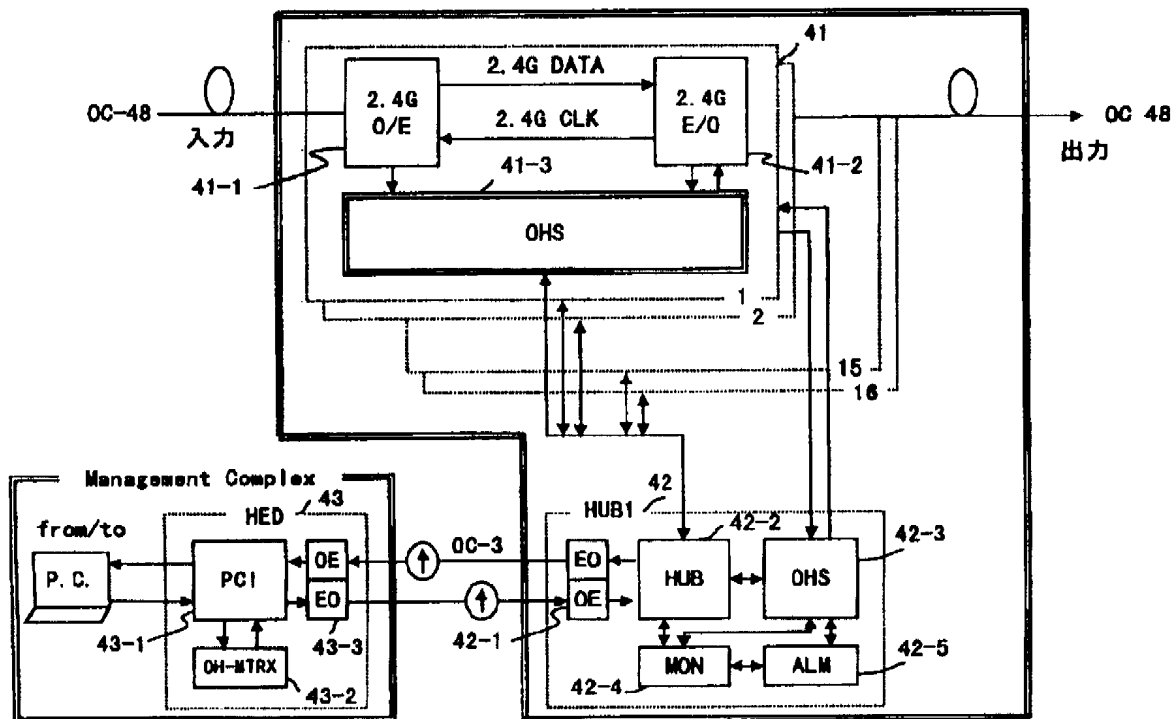 41
2.4G DATA
OC-48
入力
2.4G
O/E
2.4G CLK
2.4G
E/O
OC 48
出力
41-1
41-3
41-2
OHS
1
2
15
16
Management Complex
43
HED
from/to
P.C.
PCI
OE
EO
OC-3
43-1
43-3
OH-MTRX
43-2
42
HUB1
42-2
42-3
EO
OE
HUB
OHS
42-1
MON
ALM
42-4
42-5